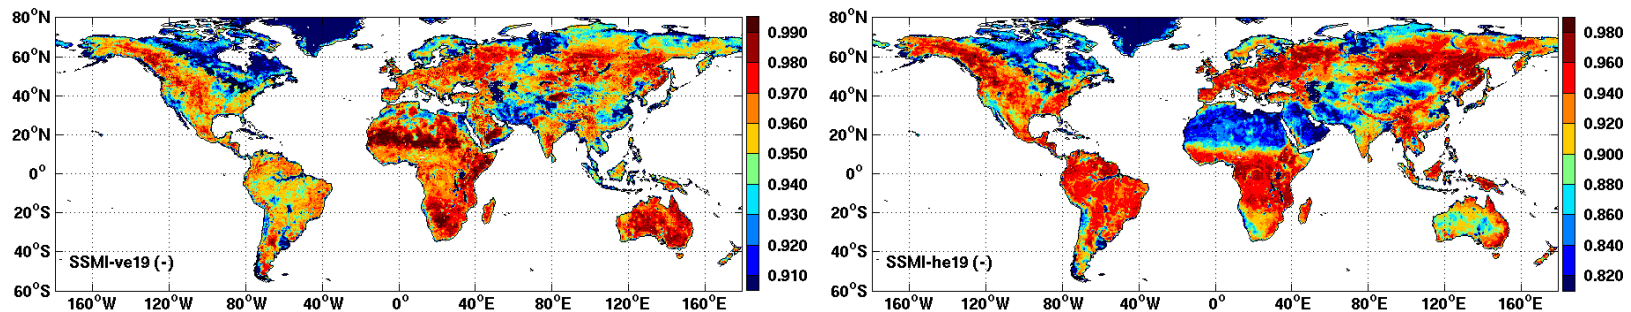 80°N
60°N
40°N
20°N
0°
20°S
40°S
60°S
160°W
120°W
80°W
40°W
0°
40°E
80°E
120°E
160°E
SSMI-ve19 (-)
0.990
0.980
0.970
0.960
0.950
0.940
0.930
0.920
0.910
80°N
60°N
40°N
20°N
0°
20°S
40°S
60°S
160°W
120°W
80°W
40°W
0°
40°E
80°E
120°E
160°E
SSMI-he19 (-)
0.980
0.960
0.940
0.920
0.900
0.880
0.860
0.840
0.820